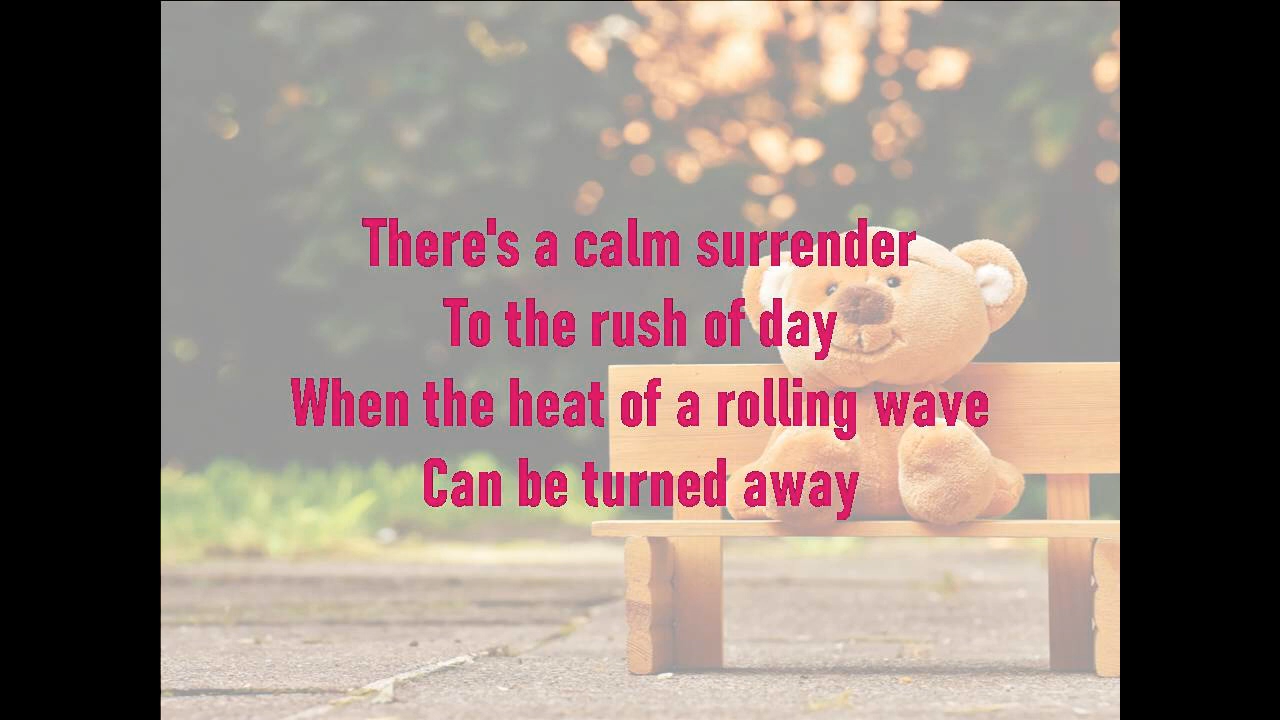 There's a calm surrender
To the rush of day
When the heat of a rolling wave
Can be turned away